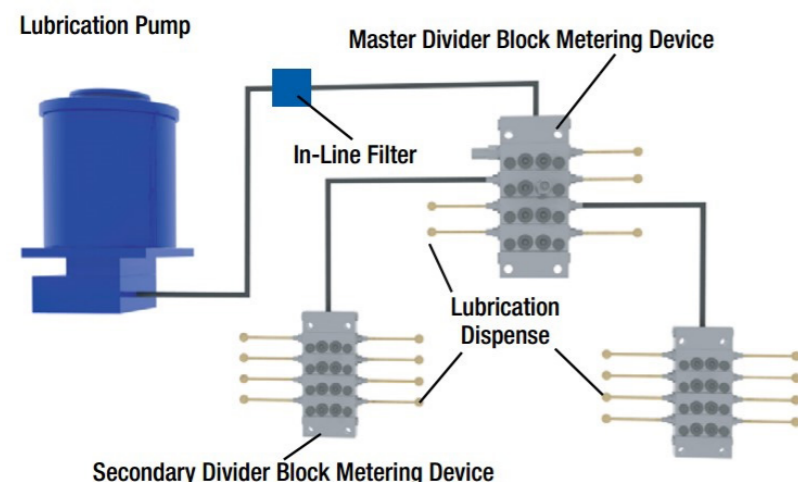 Lubrication Pump
Master Divider Block Metering Device
In-Line Filter
Lubrication
Dispense
Secondary Divider Block Metering Device